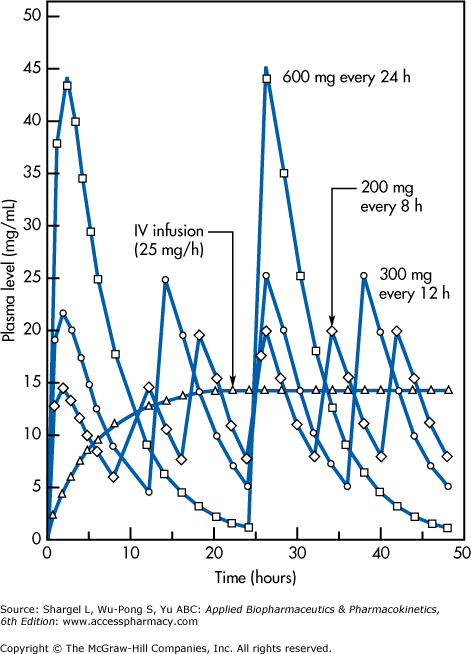 50
45
40
35
30
25
20
15
10
5
0
Plasma level (mg/mL)
600 mg every 24 h
200 mg
every 8 h
IV infusion
(25 mg/h)
300 mg
every 12 h
0
10
20
30
40
50
Time (hours)
Source: Shargel L, Wu-Pong S, Yu ABC: Applied Biopharmaceutics & Pharmacokinetics,
6th Edition: www.accesspharmacy.com
Copyright © The McGraw-Hill Companies, Inc. All rights reserved.